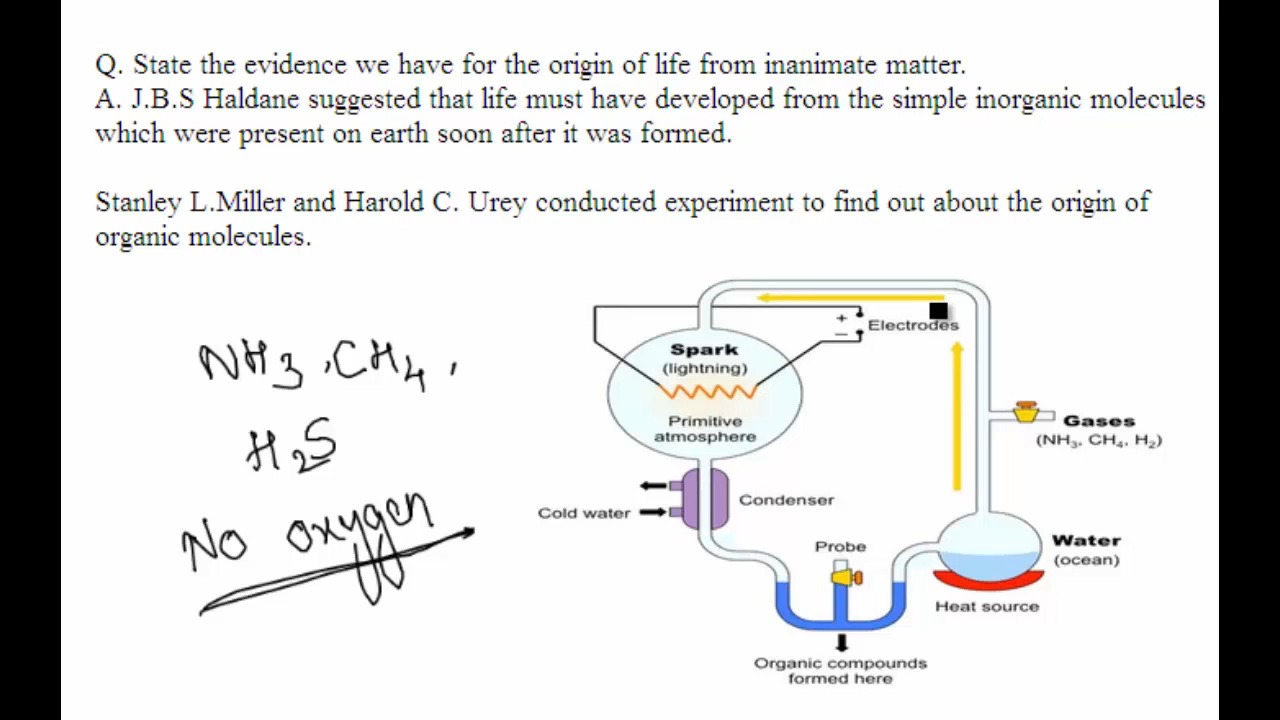 Q. State the evidence we have for the origin of life from inanimate matter.
A. J.B.S Haldane suggested that life must have developed from the simple inorganic molecules
which were present on earth soon after it was formed.
Stanley L.Miller and Harold C. Urey conducted experiment to find out about the origin of
organic molecules.
NH3, CH4,
H2S
No oxygen
+
Electrodes
−
Spark
(lightning)
Primitive
atmosphere
Gases
(NH₃, CH₄, H₂)
Condenser
Cold water
Probe
Water
(ocean)
Heat source
Organic compounds
formed here